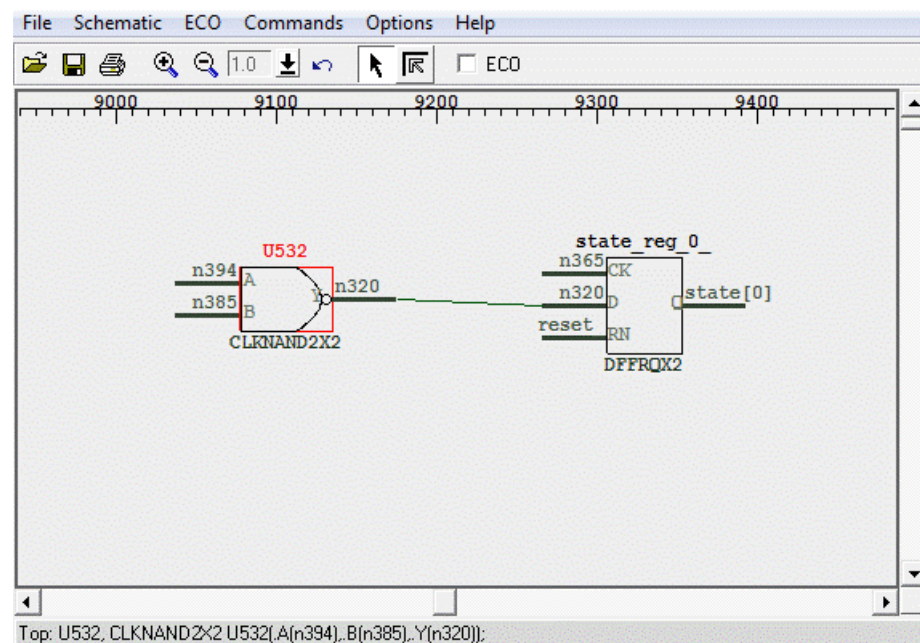 File Schematic ECO Commands Options Help
1.0 ECO
9000 9100 9200 9300 9400
U532
n394 A
n385 B
Y n320
CLKNAND2X2
state_reg_0_
n365 CK
n320 D Q state[0]
reset RN
DFFRQX2
Top: U532, CLKNAND2X2 U532(.A(n394),.B(n385),.Y(n320));